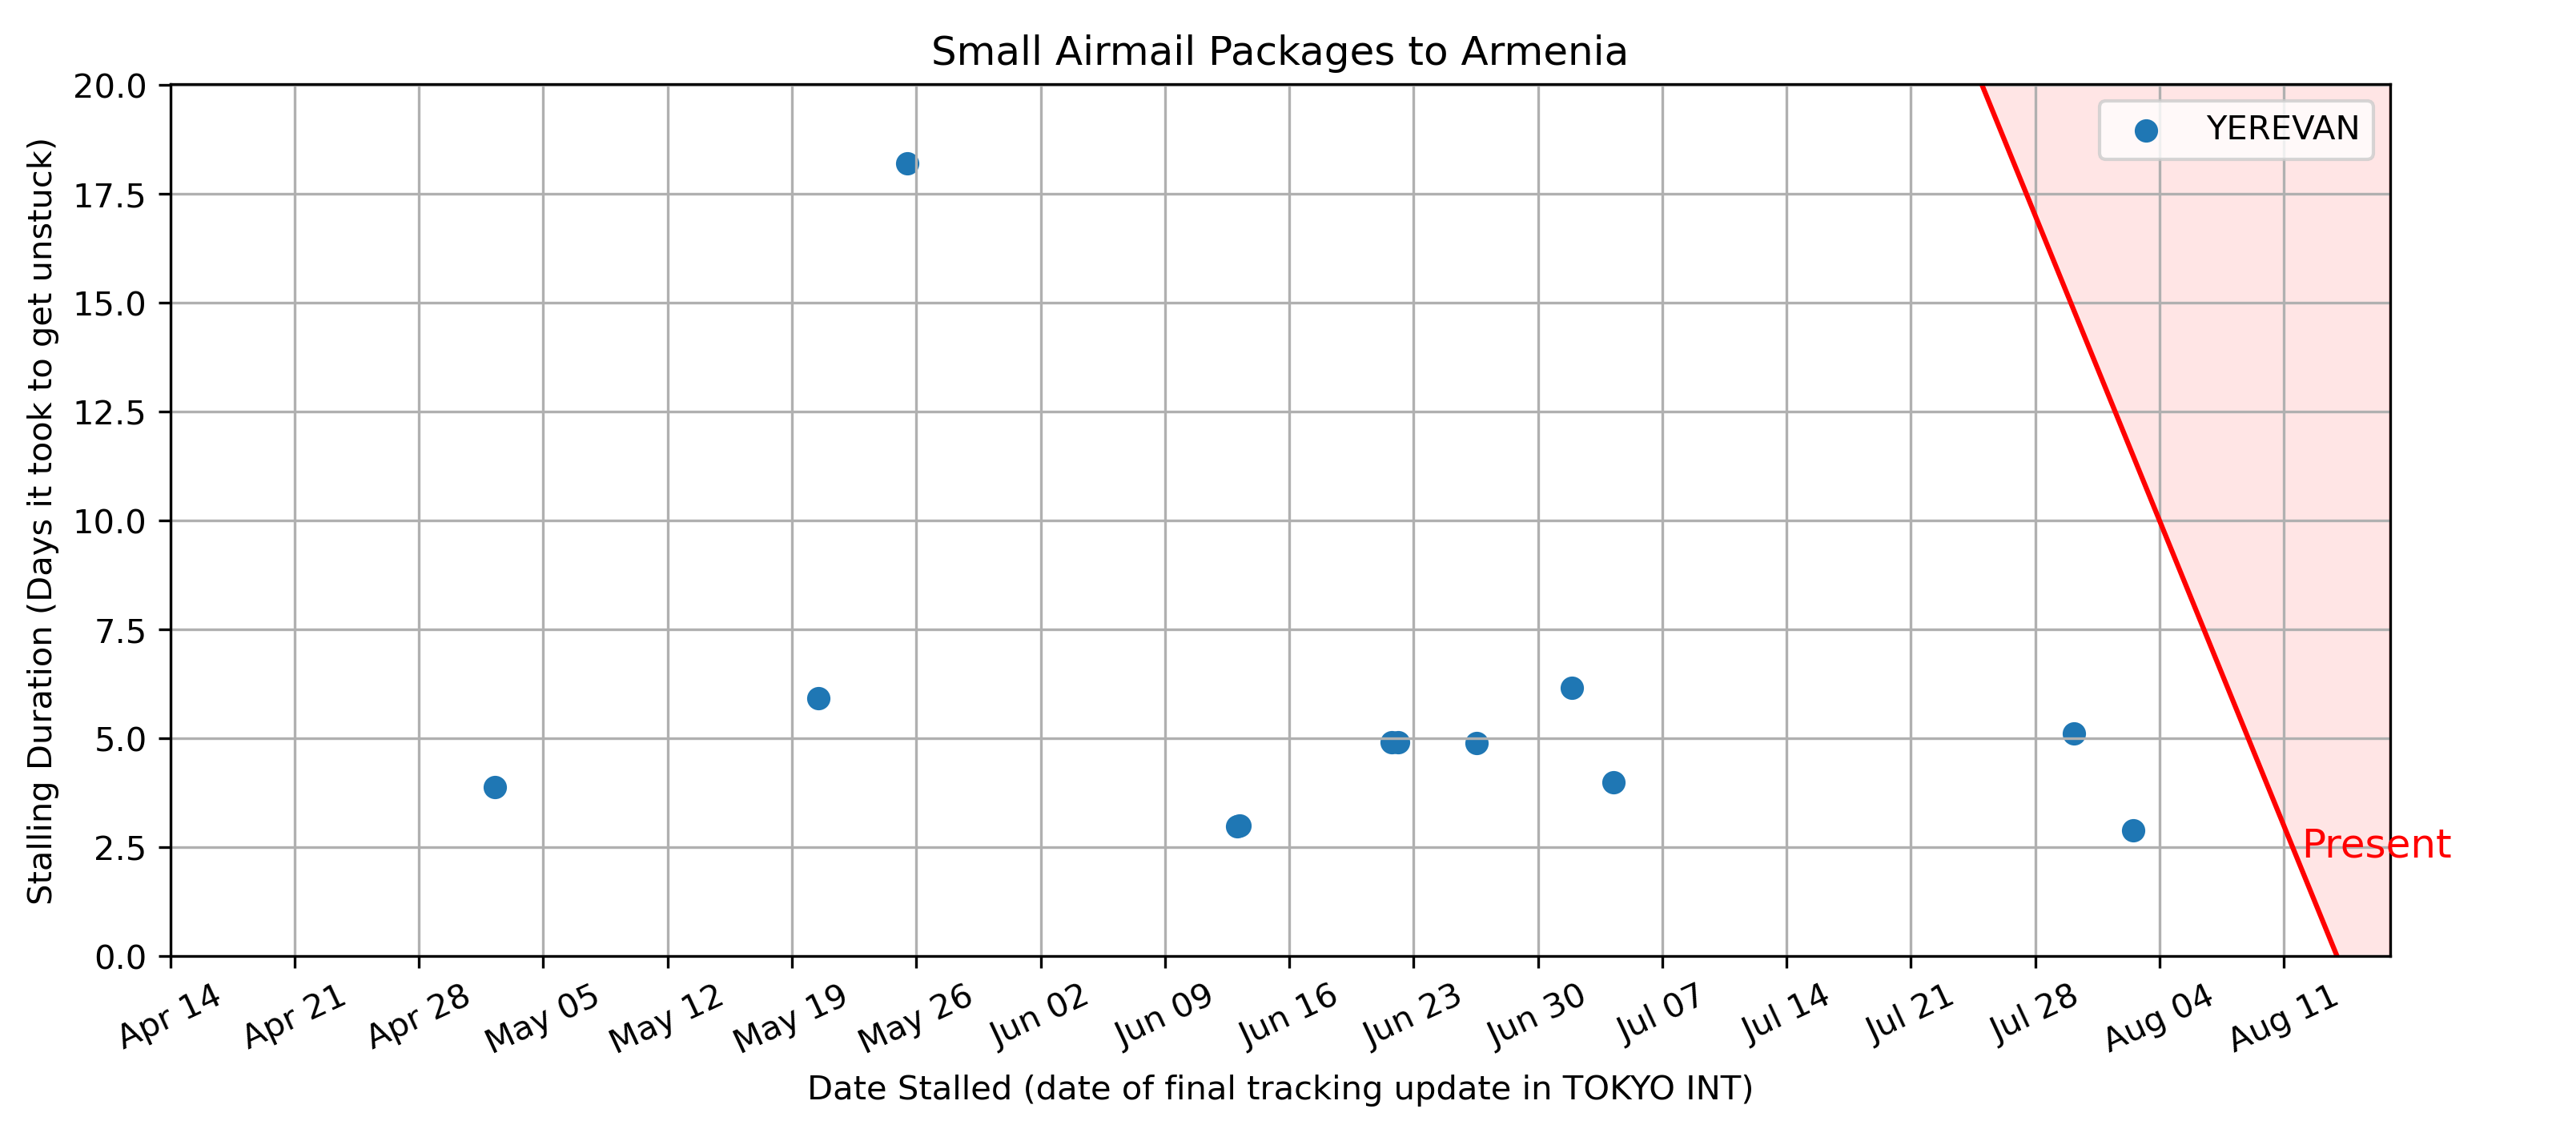 Small Airmail Packages to Armenia
YEREVAN
20.0
17.5
15.0
12.5
10.0
7.5
5.0
2.5
0.0
Stalling Duration (Days it took to get unstuck)
Present
Apr 14
Apr 21
Apr 28
May 05
May 12
May 19
May 26
Jun 02
Jun 09
Jun 16
Jun 23
Jun 30
Jul 07
Jul 14
Jul 21
Jul 28
Aug 04
Aug 11
Date Stalled (date of final tracking update in TOKYO INT)